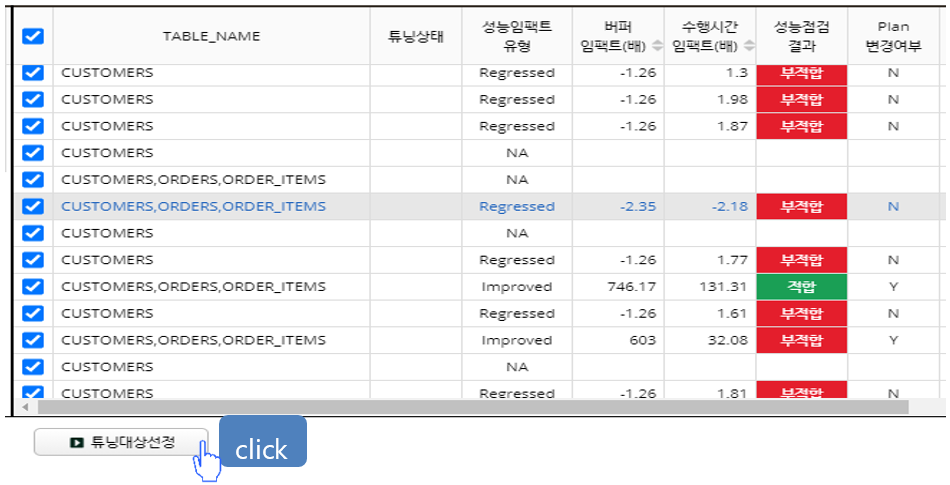 TABLE_NAME 튜닝상태 성능임팩트 유형 버퍼 임팩트(배) 수행시간 임팩트(배) 성능점검 결과 Plan 변경여부
CUSTOMERS Regressed -1.26 1.3 부적합 N
CUSTOMERS Regressed -1.26 1.98 부적합 N
CUSTOMERS Regressed -1.26 1.87 부적합 N
CUSTOMERS NA
CUSTOMERS,ORDERS,ORDER_ITEMS NA
CUSTOMERS,ORDERS,ORDER_ITEMS Regressed -2.35 -2.18 부적합 N
CUSTOMERS NA
CUSTOMERS Regressed -1.26 1.77 부적합 N
CUSTOMERS,ORDERS,ORDER_ITEMS Improved 746.17 131.31 적합 Y
CUSTOMERS Regressed -1.26 1.61 부적합 N
CUSTOMERS,ORDERS,ORDER_ITEMS Improved 603 32.08 부적합 Y
CUSTOMERS NA
CUSTOMERS Regressed -1.26 1.81 부적합 N
튜닝대상선정 click